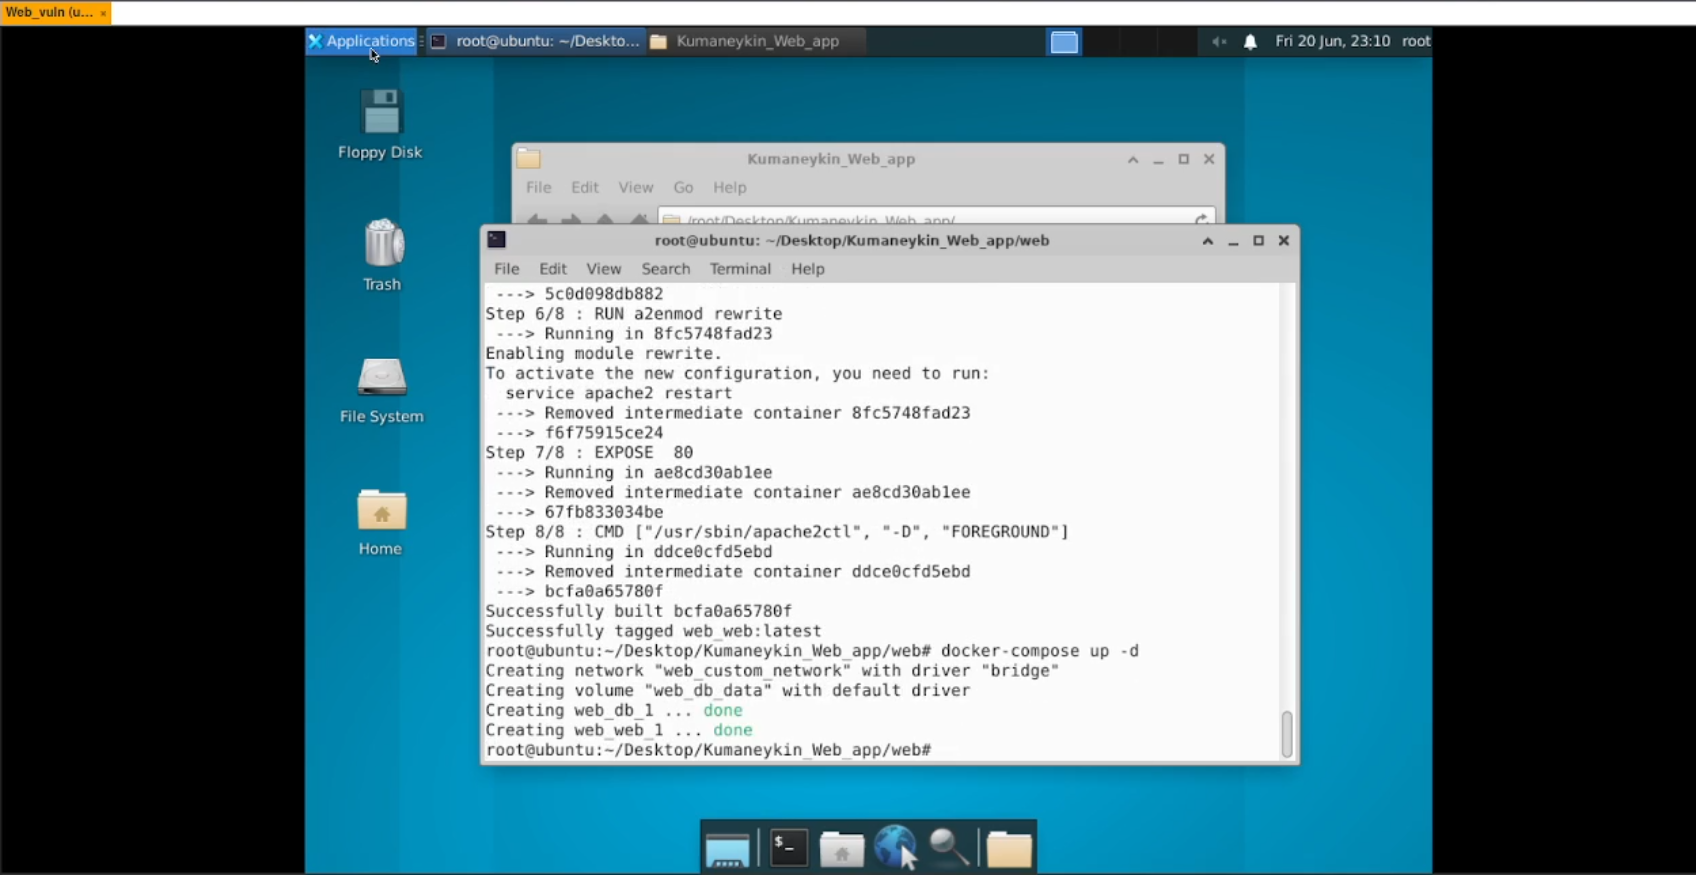 Web_vuln (u... ×
Applications root@ubuntu: ~/Deskto... Kumaneykin_Web_app Fri 20 Jun, 23:10 root
Floppy Disk
Trash
File System
Home
Kumaneykin_Web_app
File Edit View Go Help
/root/Desktop/Kumaneykin_Web_app/
root@ubuntu: ~/Desktop/Kumaneykin_Web_app/web
File Edit View Search Terminal Help
---> 5c0d098db882
Step 6/8 : RUN a2enmod rewrite
---> Running in 8fc5748fad23
Enabling module rewrite.
To activate the new configuration, you need to run:
service apache2 restart
---> Removed intermediate container 8fc5748fad23
---> f6f75915ce24
Step 7/8 : EXPOSE  80
---> Running in ae8cd30ab1ee
---> Removed intermediate container ae8cd30ab1ee
---> 67fb833034be
Step 8/8 : CMD ["/usr/sbin/apache2ctl", "-D", "FOREGROUND"]
---> Running in ddce0cfd5ebd
---> Removed intermediate container ddce0cfd5ebd
---> bcfa0a65780f
Successfully built bcfa0a65780f
Successfully tagged web_web:latest
root@ubuntu:~/Desktop/Kumaneykin_Web_app/web# docker-compose up -d
Creating network "web_custom_network" with driver "bridge"
Creating volume "web_db_data" with default driver
Creating web_db_1 ... done
Creating web_web_1 ... done
root@ubuntu:~/Desktop/Kumaneykin_Web_app/web#
$_